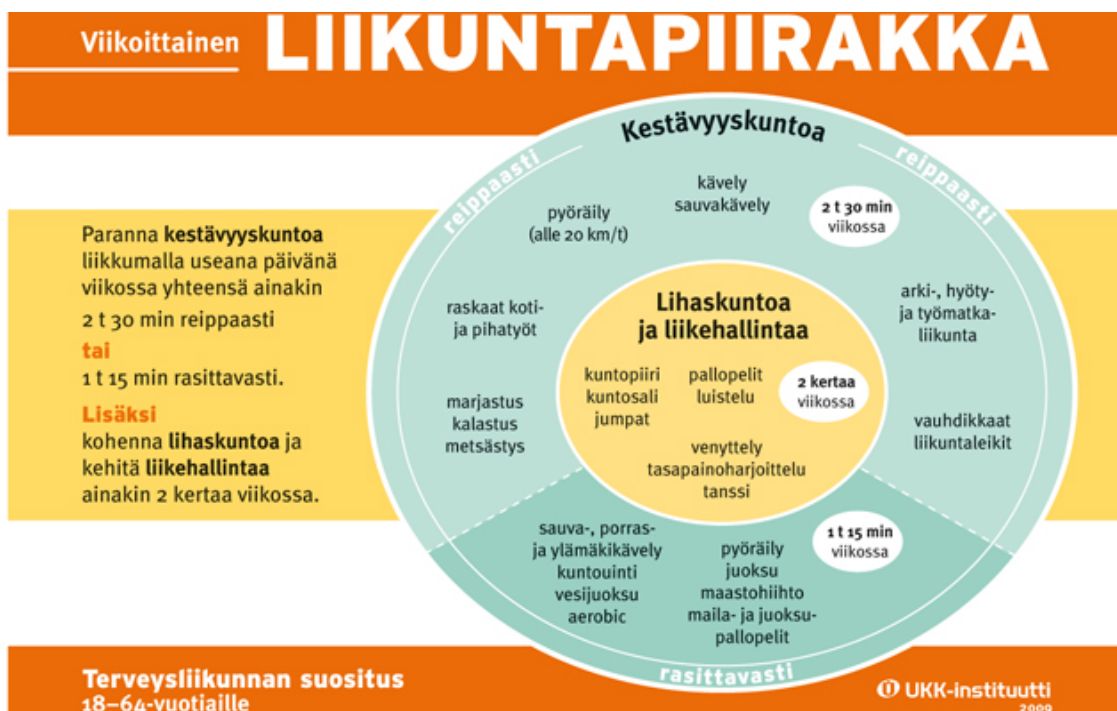 Viikoittainen LIIKUNTAPIIRAKKA
Paranna kestävyyskuntoa
liikkumalla useana päivänä
viikossa yhteensä ainakin
2 t 30 min reippaasti
tai
1 t 15 min rasittavasti.
Lisäksi
kohenna lihaskuntoa ja
kehitä liikehallintaa
ainakin 2 kertaa viikossa.
Kestävyyskuntoa
reippaasti
reippaasti
kävely
sauvakävely
2 t 30 min
viikossa
pyöräily
(alle 20 km/t)
raskaat koti-
ja pihatyöt
arki-, hyöty-
ja työmatka-
liikunta
marjastus
kalastus
metsästys
vauhdikkaat
liikuntaleikit
Lihaskuntoa
ja liikehallintaa
kuntopiiri
kuntosali
jumpat
pallopelit
luistelu
2 kertaa
viikossa
venyttely
tasapainoharjoittelu
tanssi
sauva-, porras-
ja ylämäkikävely
kuntouinti
vesijuoksu
aerobic
pyöräily
juoksu
maastohiihto
maila- ja juoksu-
pallopelit
1 t 15 min
viikossa
rasittavasti
Terveysliikunnan suositus
18–64-vuotiaille
UKK-instituutti
2009